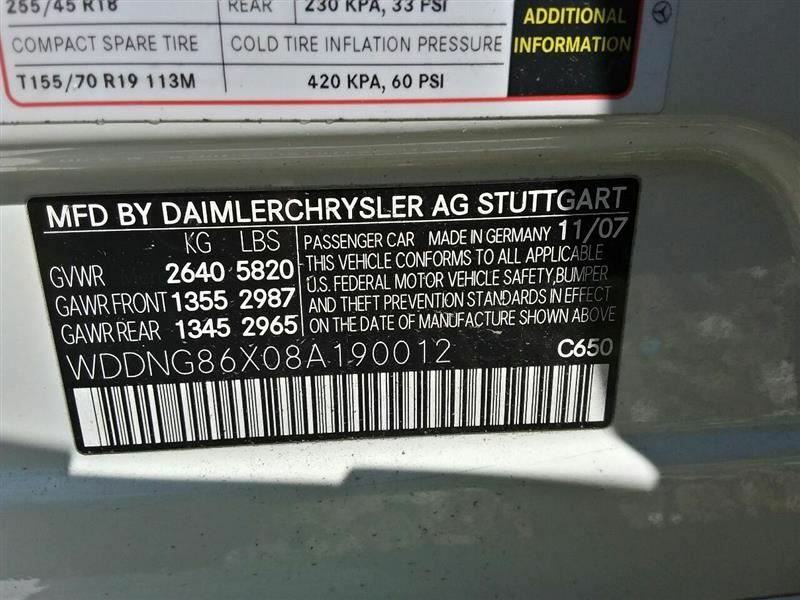 255/45 R18 REAR 230 KPA, 33 PSI
COMPACT SPARE TIRE COLD TIRE INFLATION PRESSURE
T155/70 R19 113M 420 KPA, 60 PSI
ADDITIONAL
INFORMATION
MFD BY DAIMLERCHRYSLER AG STUTTGART
KG LBS
GVWR 2640 5820
GAWR FRONT 1355 2987
GAWR REAR 1345 2965
PASSENGER CAR MADE IN GERMANY 11/07
THIS VEHICLE CONFORMS TO ALL APPLICABLE
U.S. FEDERAL MOTOR VEHICLE SAFETY, BUMPER
AND THEFT PREVENTION STANDARDS IN EFFECT
ON THE DATE OF MANUFACTURE SHOWN ABOVE
WDDNG86X08A190012 C650